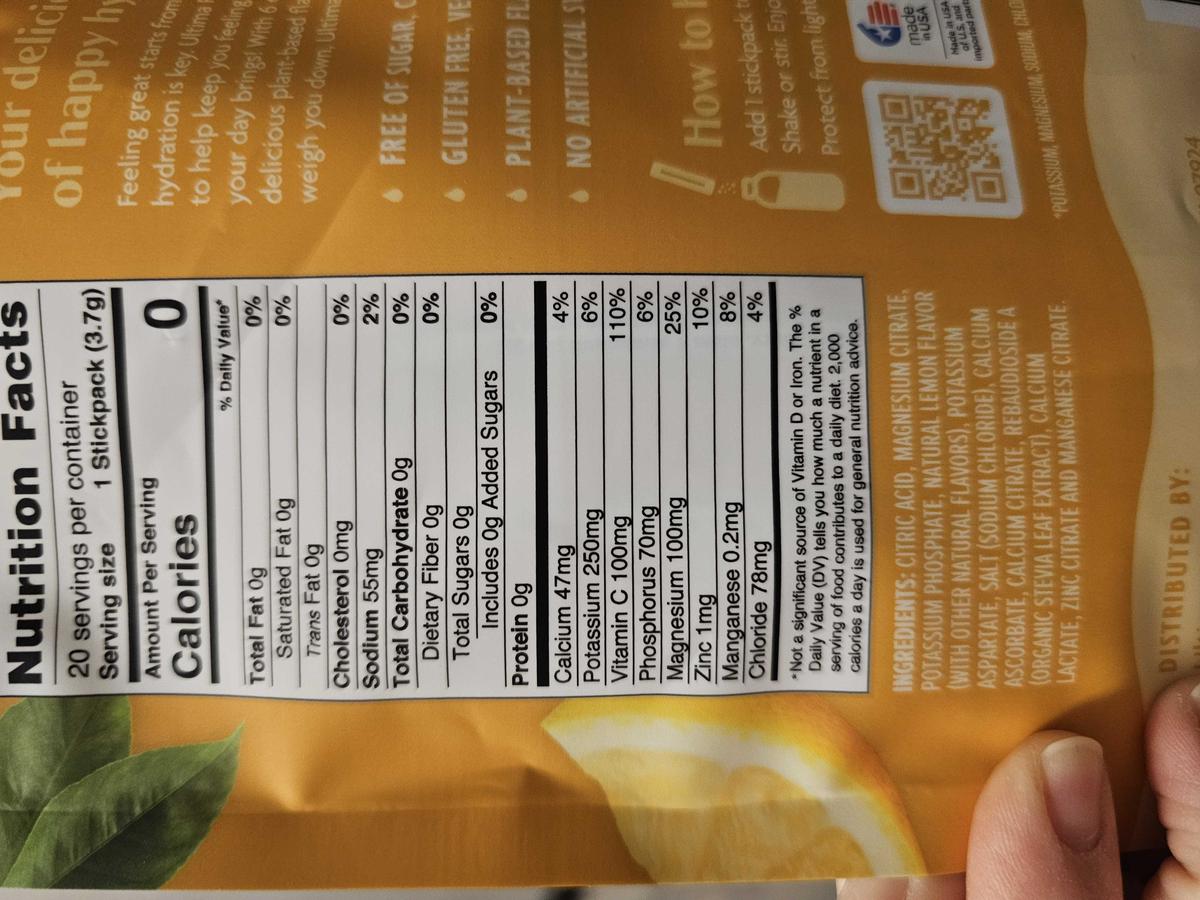 Nutrition Facts
20 servings per container
Serving size 1 Stickpack (3.7g)
Amount Per Serving
Calories 0
% Daily Value*
Total Fat 0g 0%
Saturated Fat 0g 0%
Trans Fat 0g
Cholesterol 0mg 0%
Sodium 55mg 2%
Total Carbohydrate 0g 0%
Dietary Fiber 0g 0%
Total Sugars 0g
Includes 0g Added Sugars 0%
Protein 0g
Calcium 47mg 4%
Potassium 250mg 6%
Vitamin C 100mg 110%
Phosphorus 70mg 6%
Magnesium 100mg 25%
Zinc 1mg 10%
Manganese 0.2mg 8%
Chloride 78mg 4%
*Not a significant source of Vitamin D or Iron. The %
Daily Value (DV) tells you how much a nutrient in a
serving of food contributes to a daily diet. 2,000
calories a day is used for general nutrition advice.
INGREDIENTS: CITRIC ACID, MAGNESIUM CITRATE,
POTASSIUM PHOSPHATE, NATURAL LEMON FLAVOR
(WITH OTHER NATURAL FLAVORS), POTASSIUM
ASPARTATE, SALT (SODIUM CHLORIDE), CALCIUM
ASCORBATE, CALCIUM CITRATE, REBAUDIOSIDE A
(ORGANIC STEVIA LEAF EXTRACT), CALCIUM
LACTATE, ZINC CITRATE AND MANGANESE CITRATE.
DISTRIBUTED BY:
Your
of happy
Feeling great starts from
hydration is key. Ultima
to help keep you feeling
your day brings! 6
delicious plant-based
weigh you down. Ultima
FREE OF SUGAR,
GLUTEN FREE,
PLANT-BASED
NO ARTIFICIAL
How to
Add 1 stickpack
Shake or stir.
Protect from light
made
in USA
Made in USA
of U.S. and
imported parts
*POTASSIUM, MAGNESIUM, SODIUM,